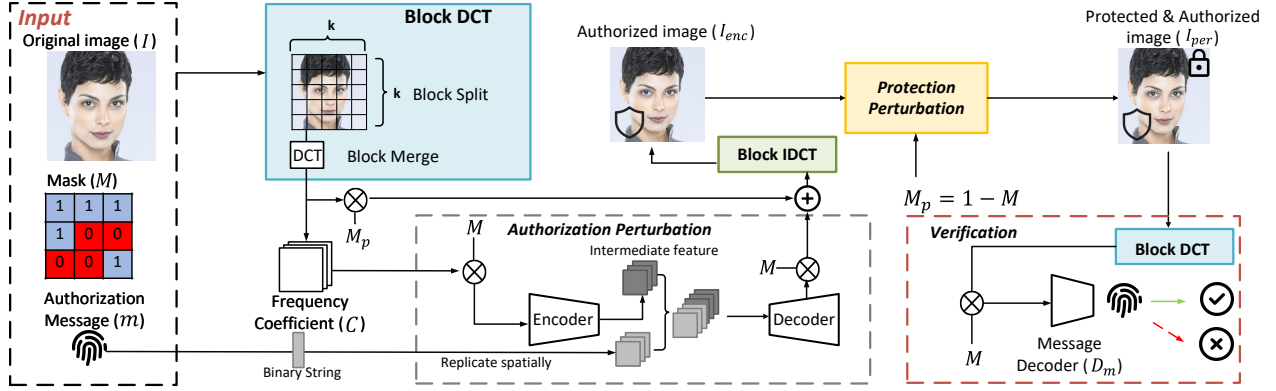 Input
Original image (I)
Mask (M)
1 1 1
1 0 0
0 0 1
Authorization
Message (m)
Block DCT
k
k
Block Split
DCT
Block Merge
M_p
Frequency
Coefficient (C)
Binary String
Authorized image (I_enc)
Block IDCT
Authorization Perturbation
M
Intermediate feature
Encoder
Replicate spatially
M
Decoder
Protection
Perturbation
M_p = 1 − M
Protected & Authorized
image (I_per)
Verification
Block DCT
M
Message
Decoder (D_m)